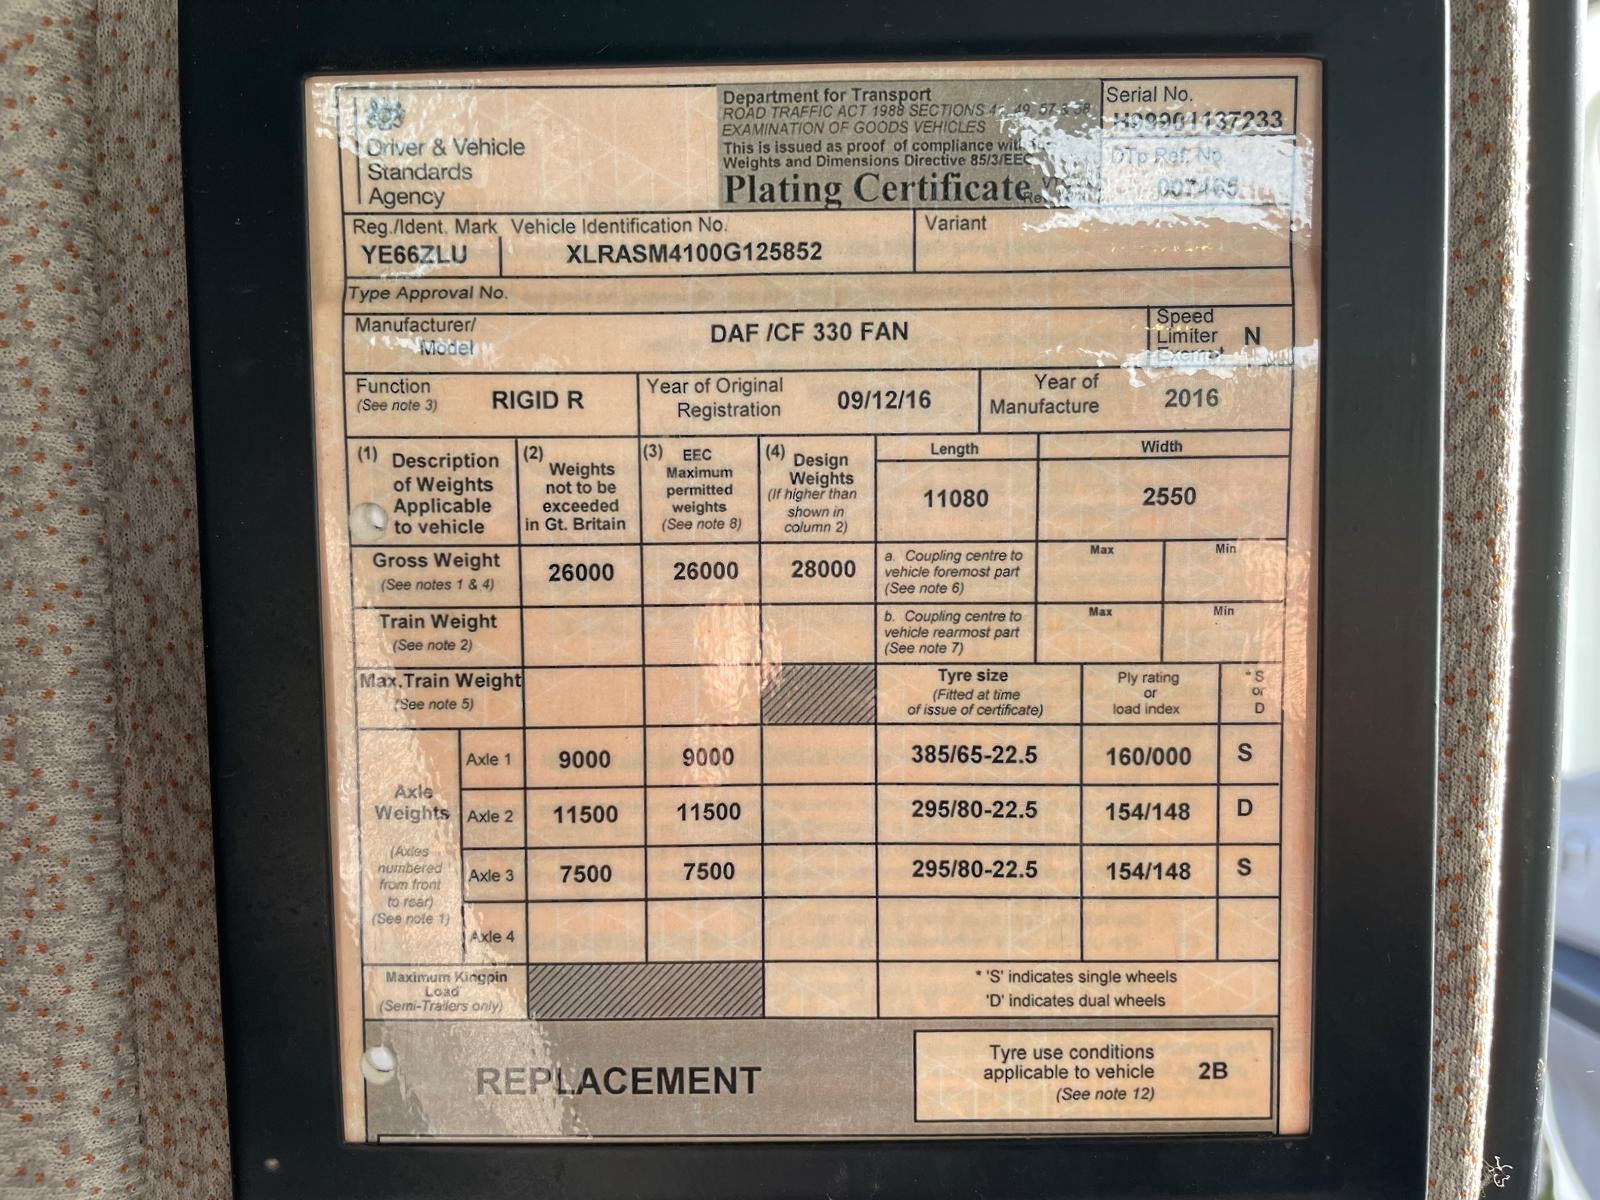 Driver & Vehicle
Standards
Agency
Department for Transport
ROAD TRAFFIC ACT 1988 SECTIONS 41, 49, 57 & 58
EXAMINATION OF GOODS VEHICLES
This is issued as proof of compliance with
Weights and Dimensions Directive 85/3/EEC
Plating Certificate
Serial No.
H99901137233
DTp Ref. No.
007465
Reg./Ident. Mark
YE66ZLU
Vehicle Identification No.
XLRASM4100G125852
Variant
Type Approval No.
Manufacturer/
Model
DAF /CF 330 FAN
Speed
Limiter
Exempt
N
Function
(See note 3)
RIGID R
Year of Original
Registration
09/12/16
Year of
Manufacture
2016
(1) Description
of Weights
Applicable
to vehicle
(2) Weights
not to be
exceeded
in Gt. Britain
(3) EEC
Maximum
permitted
weights
(See note 8)
(4) Design
Weights
(If higher than
shown in
column 2)
Length
11080
Width
2550
Gross Weight
(See notes 1 & 4)
26000
26000
28000
a. Coupling centre to
vehicle foremost part
(See note 6)
Max
Min
Train Weight
(See note 2)
b. Coupling centre to
vehicle rearmost part
(See note 7)
Max
Min
Max.Train Weight
(See note 5)
Tyre size
(Fitted at time
of issue of certificate)
Ply rating
or
load index
* S
or
D
Axle
Weights
(Axles
numbered
from front
to rear)
(See note 1)
Axle 1 9000 9000 385/65-22.5 160/000 S
Axle 2 11500 11500 295/80-22.5 154/148 D
Axle 3 7500 7500 295/80-22.5 154/148 S
Axle 4
Maximum Kingpin
Load
(Semi-Trailers only)
* 'S' indicates single wheels
'D' indicates dual wheels
REPLACEMENT
Tyre use conditions
applicable to vehicle
(See note 12)
2B